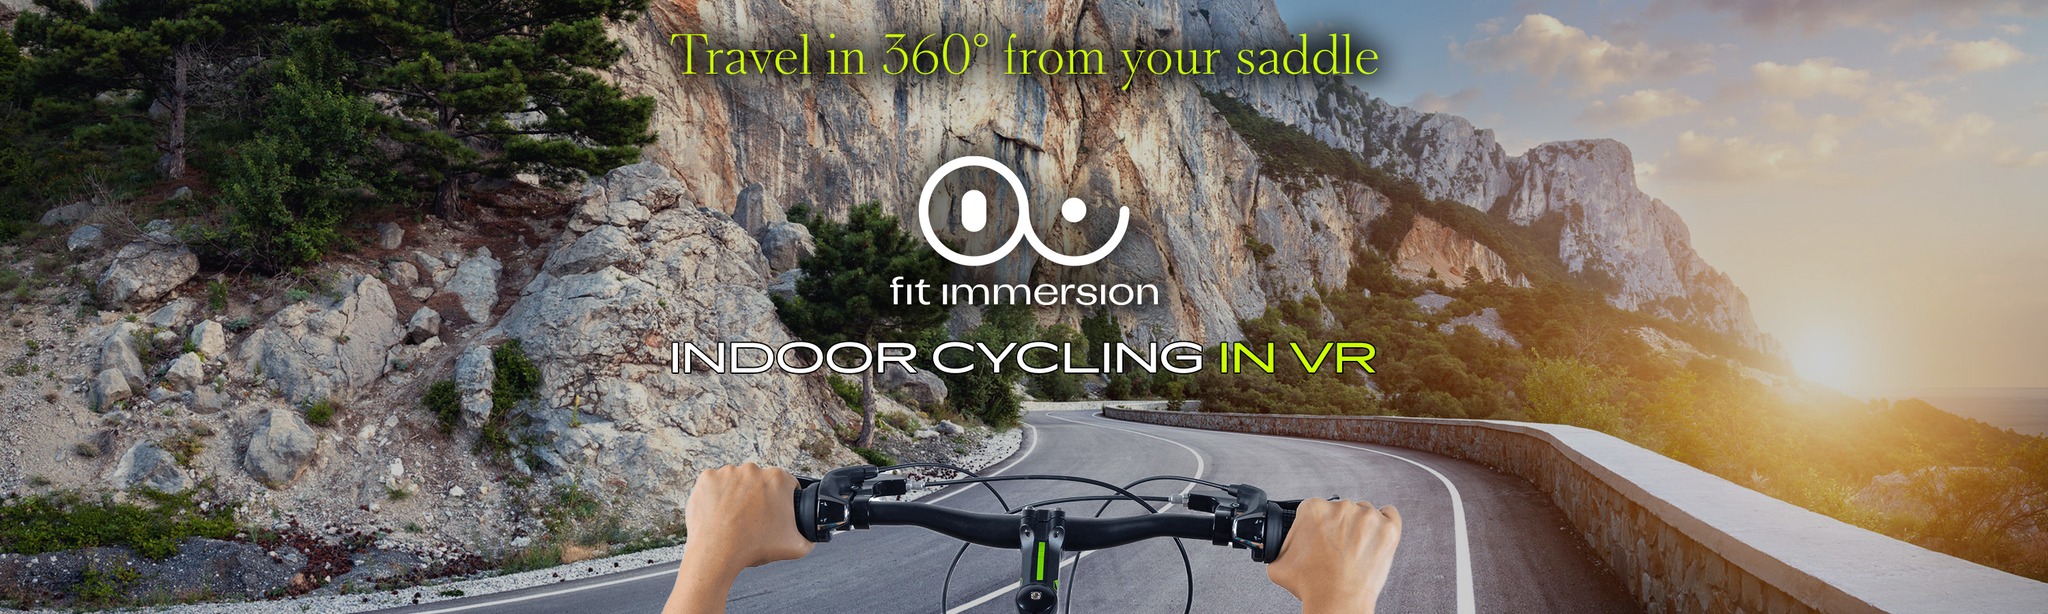 Travel in 360° from your saddle
fit immersion
INDOOR CYCLING IN VR